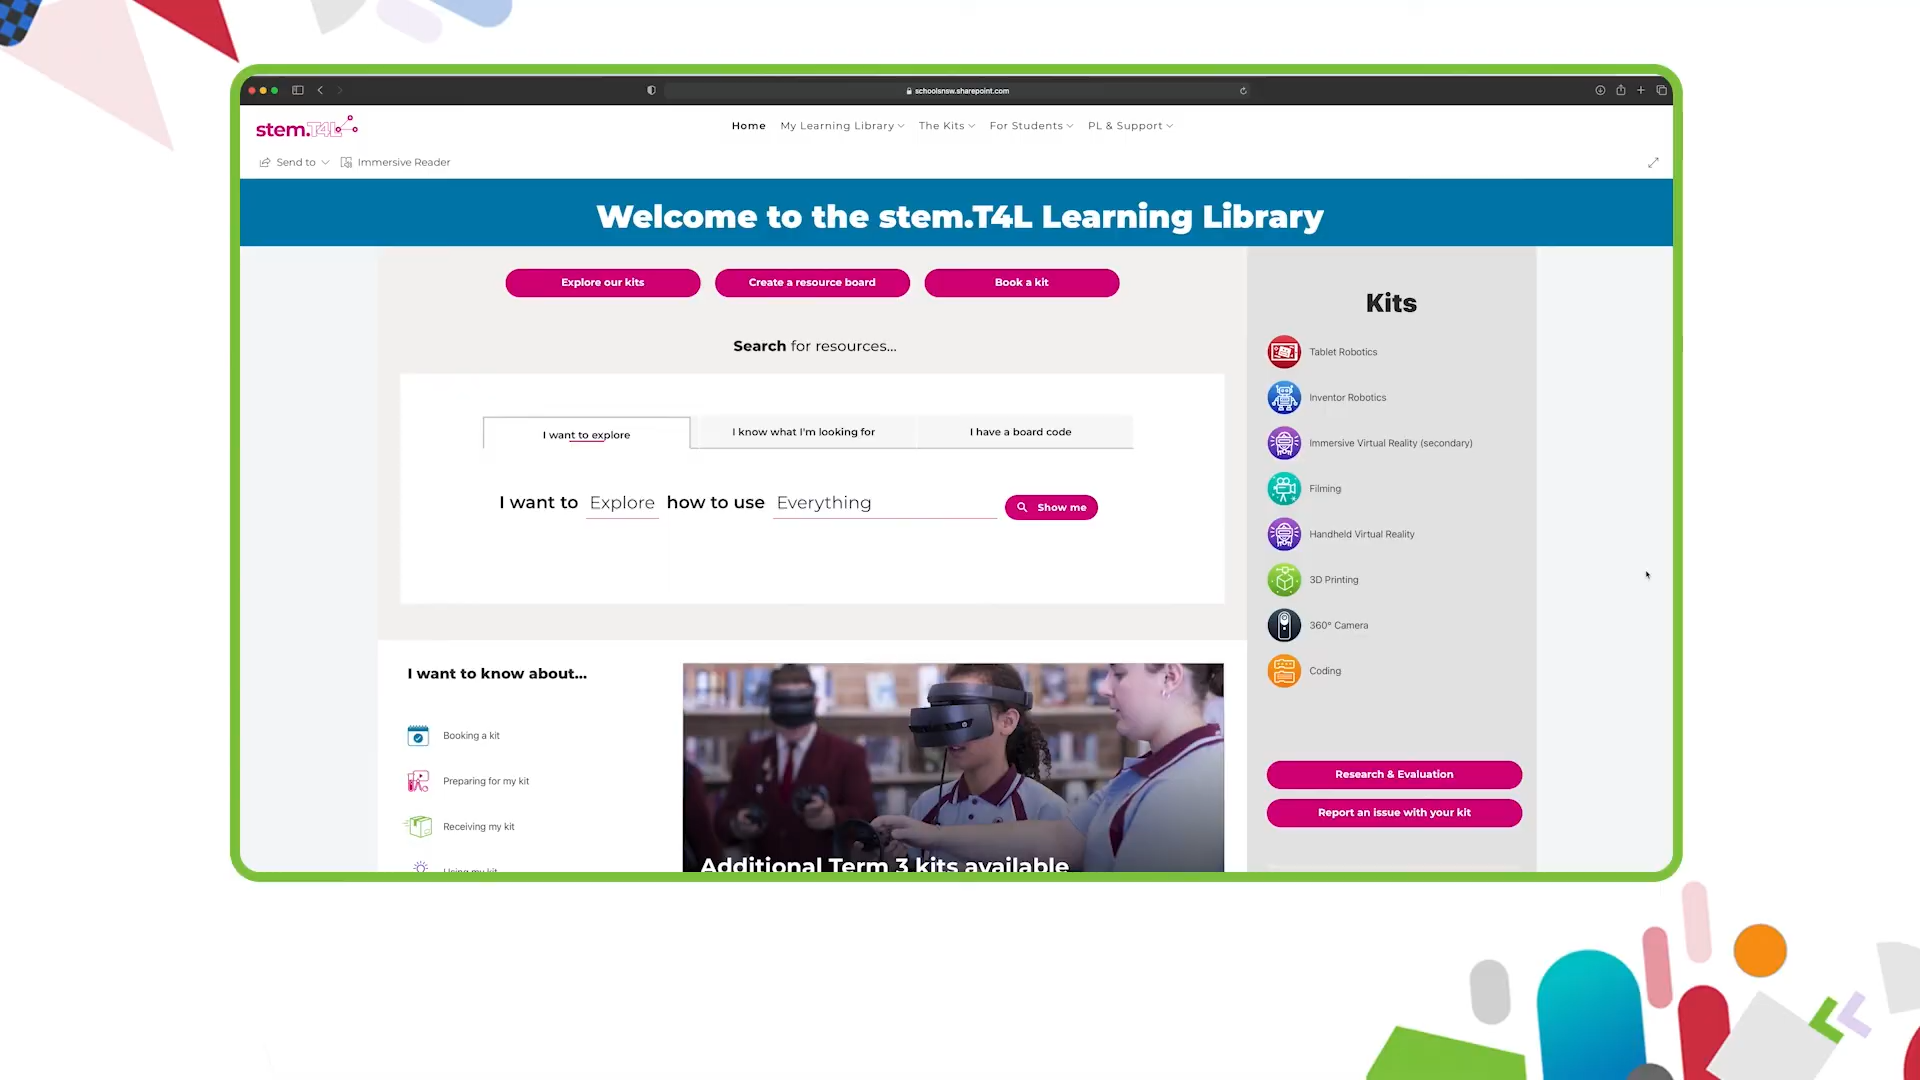 schoolsnsw.sharepoint.com
stem.T4L
Home My Learning Library The Kits For Students PL & Support
Send to Immersive Reader
Welcome to the stem.T4L Learning Library
Explore our kits Create a resource board Book a kit
Search for resources...
I want to explore I know what I'm looking for I have a board code
I want to Explore how to use Everything Show me
Kits
Tablet Robotics
Inventor Robotics
Immersive Virtual Reality (secondary)
Filming
Handheld Virtual Reality
3D Printing
360° Camera
Coding
Research & Evaluation
Report an issue with your kit
I want to know about...
Booking a kit
Preparing for my kit
Receiving my kit
Using my kit
Additional Term 3 kits available